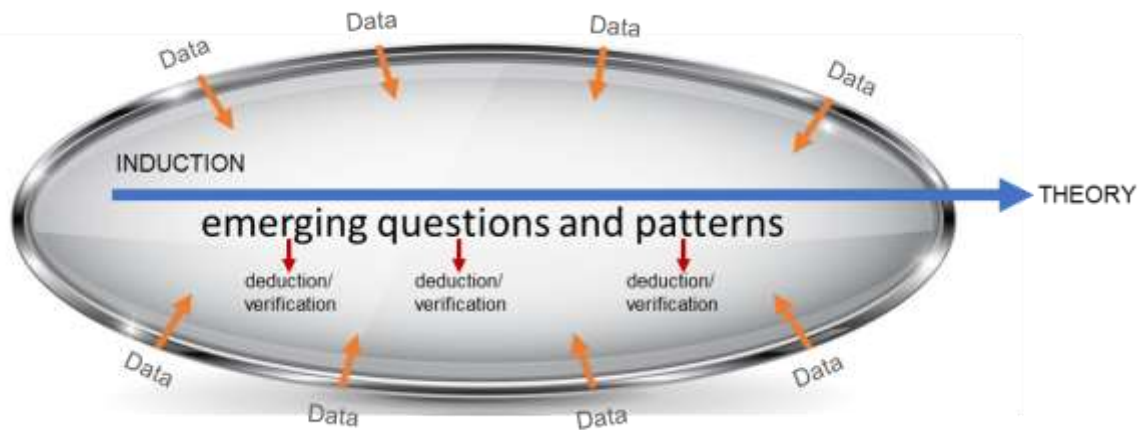 Data
Data
Data
Data
INDUCTION
THEORY
emerging questions and patterns
deduction/
verification
deduction/
verification
deduction/
verification
Data
Data
Data
Data